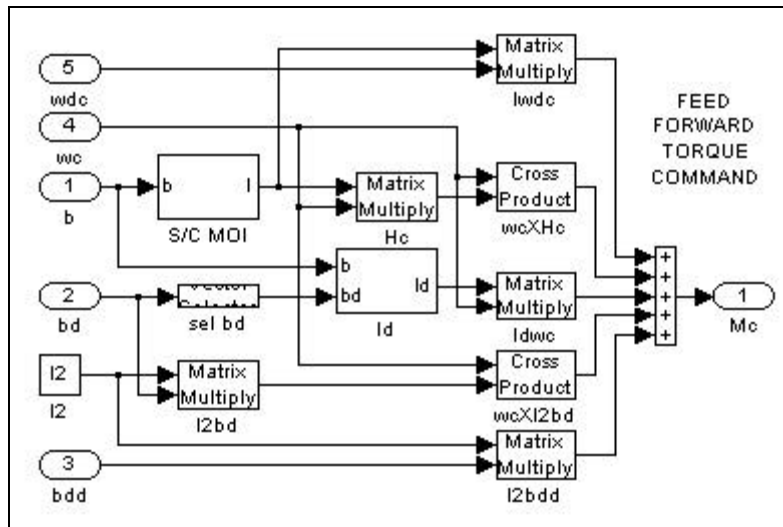 5
wdc
4
wc
1
b
b
I
S/C MOI
Matrix
Multiply
Iwdc
FEED
FORWARD
TORQUE
COMMAND
Matrix
Multiply
Hc
Cross
Product
wcXHc
b
bd
Id
Id
2
bd
sel bd
Matrix
Multiply
Idwc
+
+
+
+
+
1
Mc
I2
I2
Matrix
Multiply
I2bd
Cross
Product
wcXI2bd
3
bdd
Matrix
Multiply
I2bdd